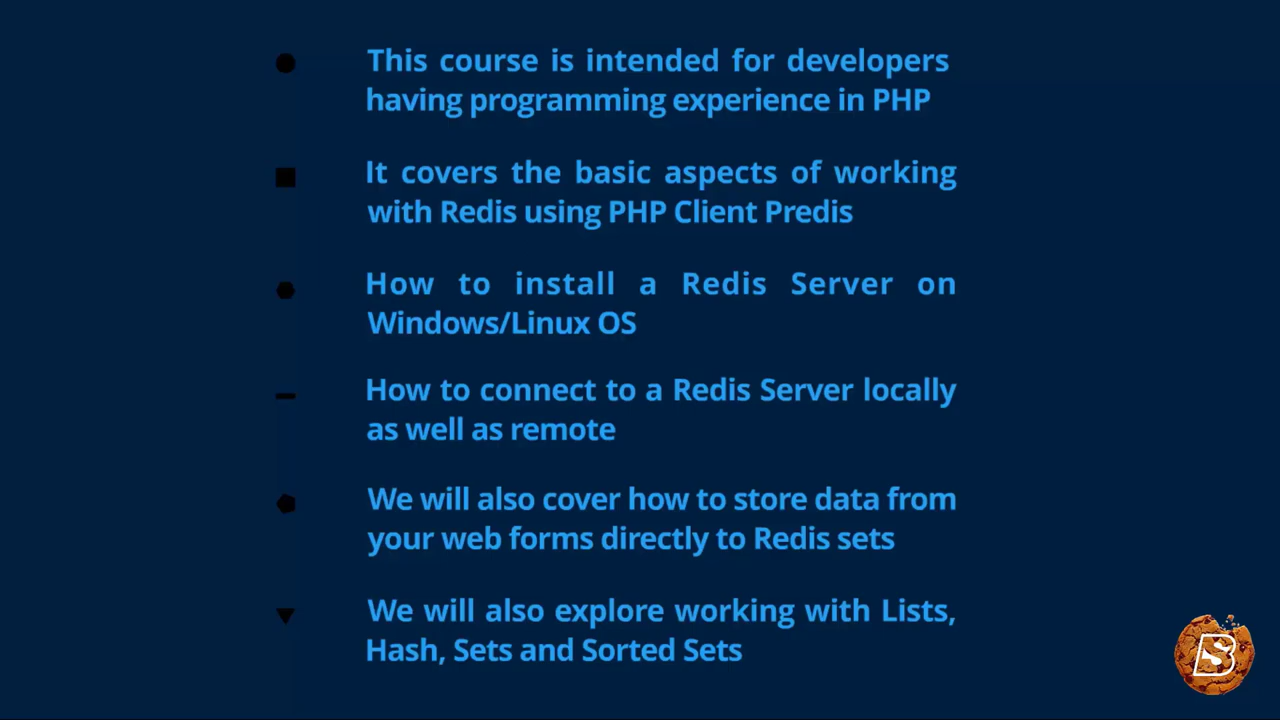 This course is intended for developers
having programming experience in PHP
It covers the basic aspects of working
with Redis using PHP Client Predis
How to install a Redis Server on
Windows/Linux OS
How to connect to a Redis Server locally
as well as remote
We will also cover how to store data from
your web forms directly to Redis sets
We will also explore working with Lists,
Hash, Sets and Sorted Sets